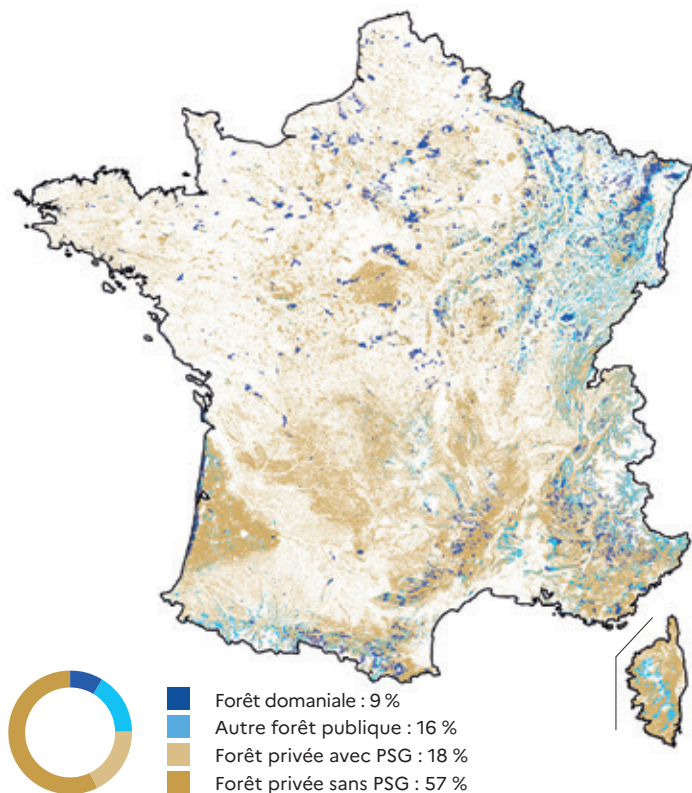 Forêt domaniale : 9 %
Autre forêt publique : 16 %
Forêt privée avec PSG : 18 %
Forêt privée sans PSG : 57 %